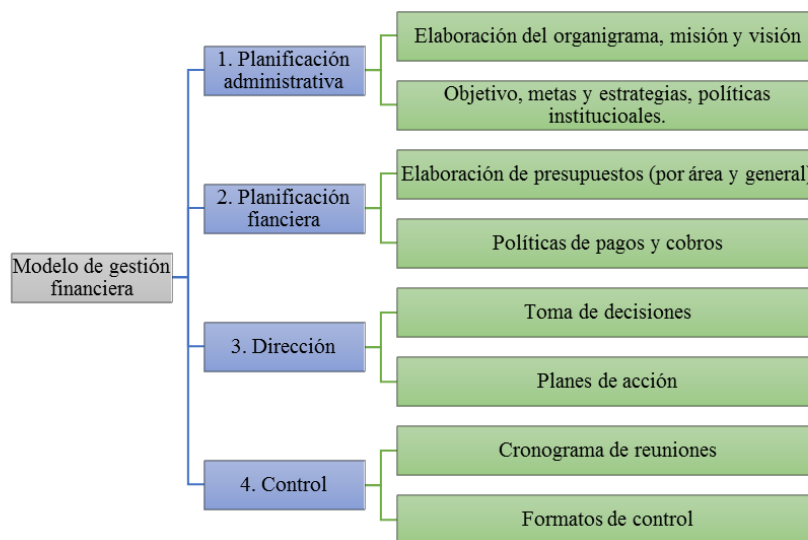 Modelo de gestión
financiera
1. Planificación
administrativa
Elaboración del organigrama, misión y visión
Objetivo, metas y estrategias, políticas
institucioales.
2. Planificación
fianciera
Elaboración de presupuestos (por área y general)
Políticas de pagos y cobros
3. Dirección
Toma de decisiones
Planes de acción
4. Control
Cronograma de reuniones
Formatos de control